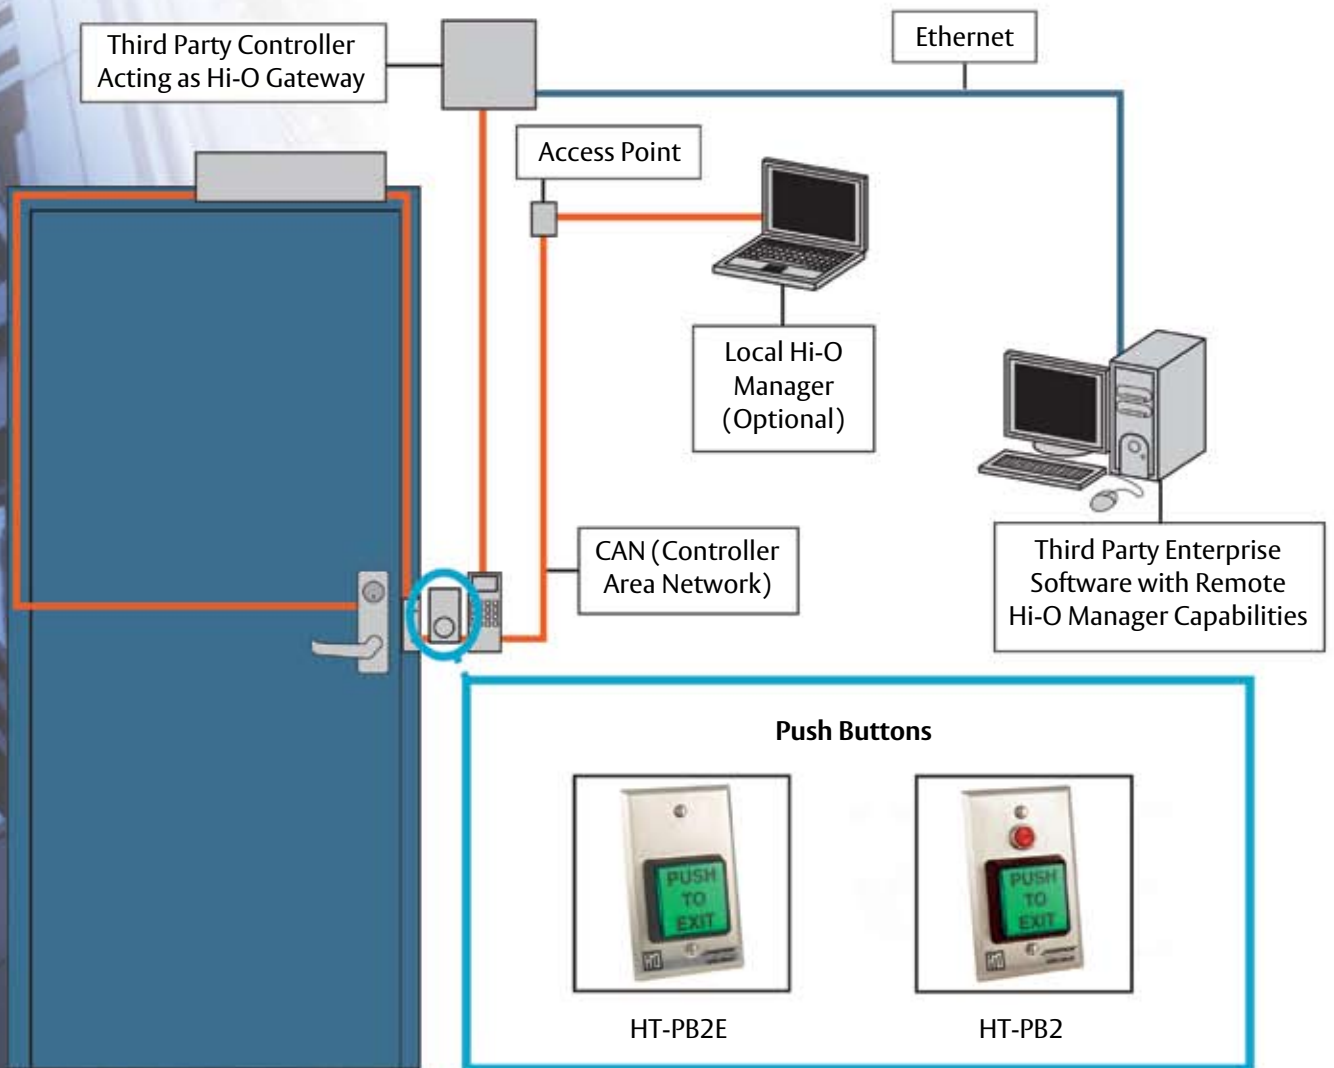 Third Party Controller
Acting as Hi-O Gateway
Ethernet
Access Point
Local Hi-O
Manager
(Optional)
CAN (Controller
Area Network)
Third Party Enterprise
Software with Remote
Hi-O Manager Capabilities
Push Buttons
PUSH
TO
EXIT
HT-PB2E
PUSH
TO
EXIT
HT-PB2